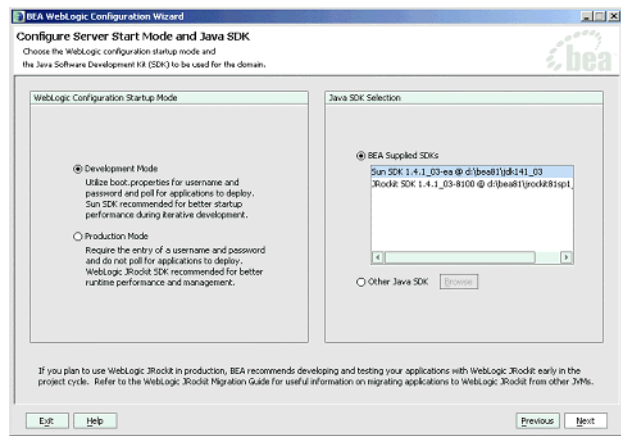 BEA WebLogic Configuration Wizard
Configure Server Start Mode and Java SDK
Choose the WebLogic configuration startup mode and
the Java Software Development Kit (SDK) to be used for the domain.
bea
WebLogic Configuration Startup Mode
Development Mode
Utilize boot.properties for username and
password and poll for applications to deploy.
Sun SDK recommended for better startup
performance during iterative development.
Production Mode
Require the entry of a username and password
and do not poll for applications to deploy.
WebLogic JRockit SDK recommended for better
runtime performance and management.
Java SDK Selection
BEA Supplied SDKs
Sun SDK 1.4.1_03-ea @ d:\bea81\jdk141_03
JRockit SDK 1.4.1_03-8100 @ d:\bea81\jrockit81sp1_
Other Java SDK
Browse
If you plan to use WebLogic JRockit in production, BEA recommends developing and testing your applications with WebLogic JRockit early in the
project cycle. Refer to the WebLogic JRockit Migration Guide for useful information on migrating applications to WebLogic JRockit from other JVMs.
Exit
Help
Previous
Next